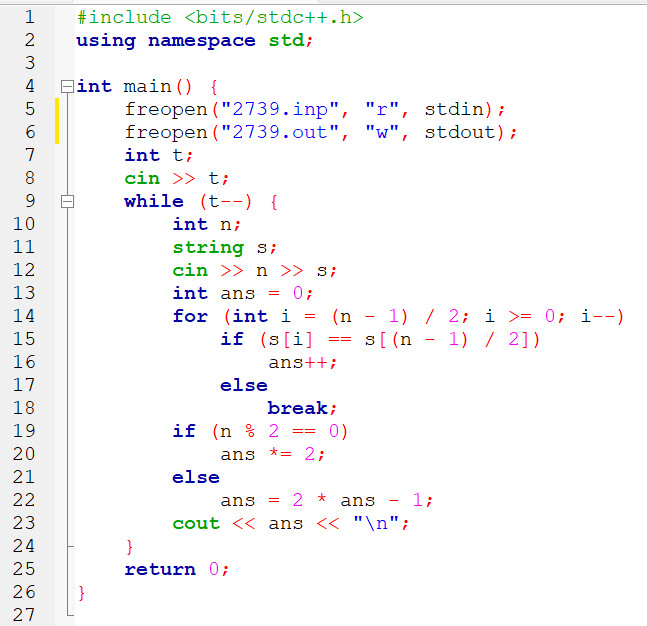 1 #include <bits/stdc++.h>
2 using namespace std;
3
4 int main() {
5     freopen("2739.inp", "r", stdin);
6     freopen("2739.out", "w", stdout);
7     int t;
8     cin >> t;
9     while (t--) {
10         int n;
11         string s;
12         cin >> n >> s;
13         int ans = 0;
14         for (int i = (n - 1) / 2; i >= 0; i--)
15             if (s[i] == s[(n - 1) / 2])
16                 ans++;
17             else
18                 break;
19         if (n % 2 == 0)
20             ans *= 2;
21         else
22             ans = 2 * ans - 1;
23         cout << ans << "\n";
24     }
25     return 0;
26 }
27